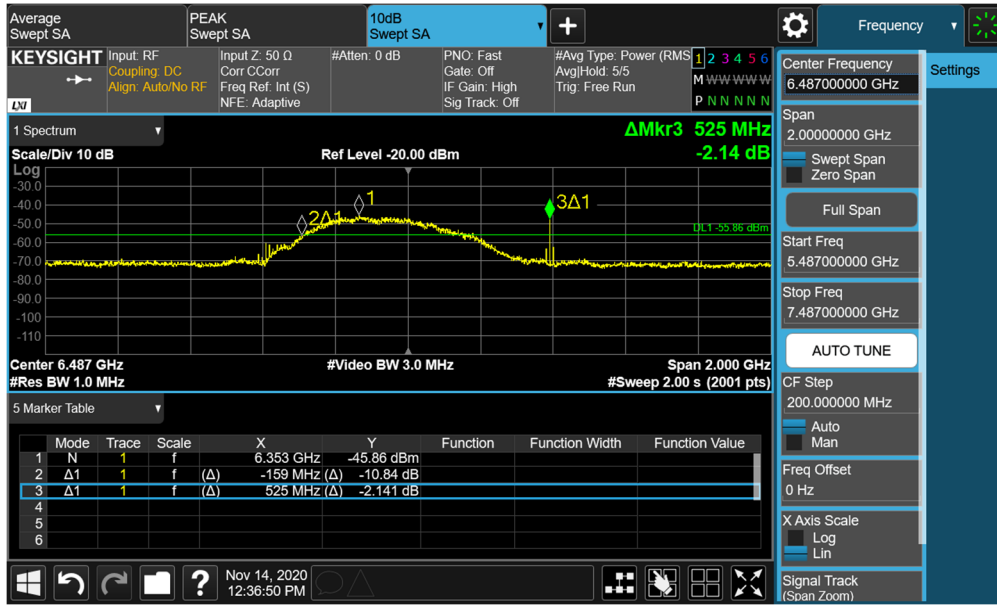 Average
Swept SA
PEAK
Swept SA
10dB
Swept SA
+
Frequency
KEYSIGHT
LXI
Input: RF
Coupling: DC
Align: Auto/No RF
Input Z: 50 Ω
Corr CCorr
Freq Ref: Int (S)
NFE: Adaptive
#Atten: 0 dB
PNO: Fast
Gate: Off
IF Gain: High
Sig Track: Off
#Avg Type: Power (RMS
Avg|Hold: 5/5
Trig: Free Run
1 2 3 4 5 6
M W W W W W
P N N N N N
1 Spectrum
Scale/Div 10 dB
Ref Level -20.00 dBm
ΔMkr3 525 MHz
-2.14 dB
Log
-30.0
-40.0
-50.0
-60.0
-70.0
-80.0
-90.0
-100
-110
1
2Δ1
3Δ1
DL1 -55.86 dBm
Center 6.487 GHz
#Video BW 3.0 MHz
Span 2.000 GHz
#Res BW 1.0 MHz
#Sweep 2.00 s (2001 pts)
5 Marker Table
Mode Trace Scale X Y Function Function Width Function Value
1 N 1 f 6.353 GHz -45.86 dBm
2 Δ1 1 f (Δ) -159 MHz (Δ) -10.84 dB
3 Δ1 1 f (Δ) 525 MHz (Δ) -2.141 dB
4
5
6
?
Nov 14, 2020
12:36:50 PM
Center Frequency
6.487000000 GHz
Span
2.00000000 GHz
Swept Span
Zero Span
Full Span
Start Freq
5.487000000 GHz
Stop Freq
7.487000000 GHz
AUTO TUNE
CF Step
200.000000 MHz
Auto
Man
Freq Offset
0 Hz
X Axis Scale
Log
Lin
Signal Track
(Span Zoom)
Settings